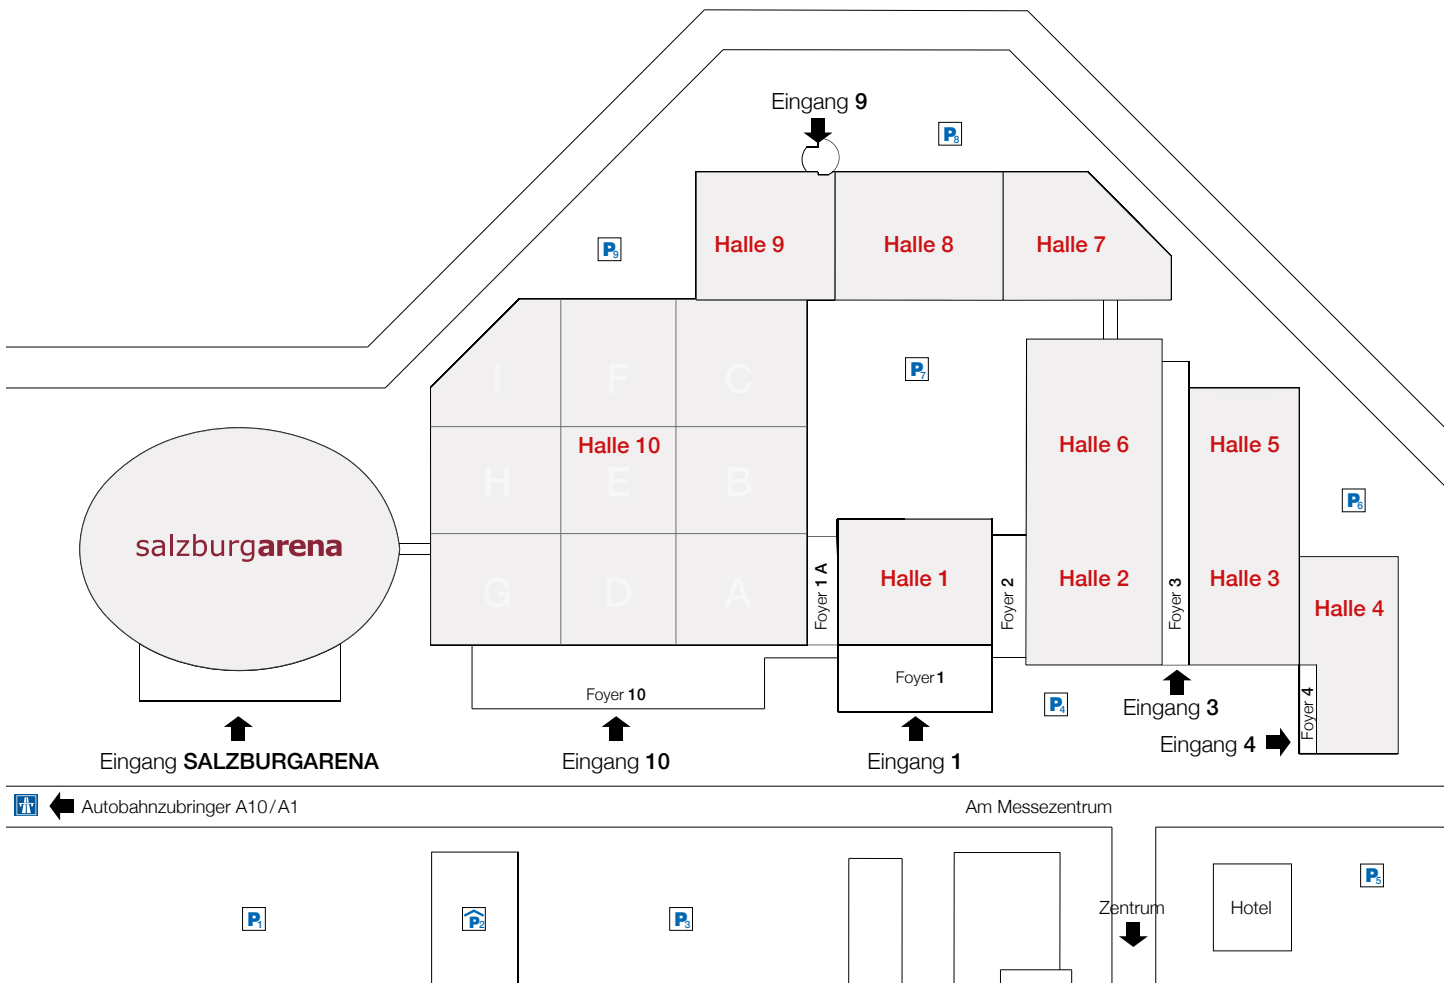 Eingang 9
P8
Halle 9
Halle 8
Halle 7
P9
I
F
C
P7
Halle 10
Halle 6
Halle 5
H
E
B
P6
salzburgarena
G
D
A
Foyer 1 A
Halle 1
Foyer 2
Halle 2
Foyer 3
Halle 3
Halle 4
Foyer 10
Foyer 1
P4
Foyer 4
Eingang 3
Eingang 4
Eingang SALZBURGARENA
Eingang 10
Eingang 1
Autobahnzubringer A10/A1
Am Messezentrum
P1
P2
P3
Zentrum
Hotel
P5